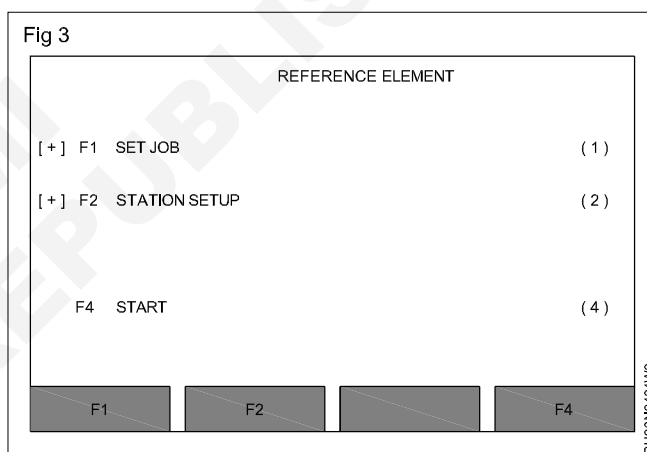 Fig 3
REFERENCE ELEMENT
[ + ] F1 SET JOB ( 1 )
[ + ] F2 STATION SETUP ( 2 )
F4 START ( 4 )
F1 F2 F4